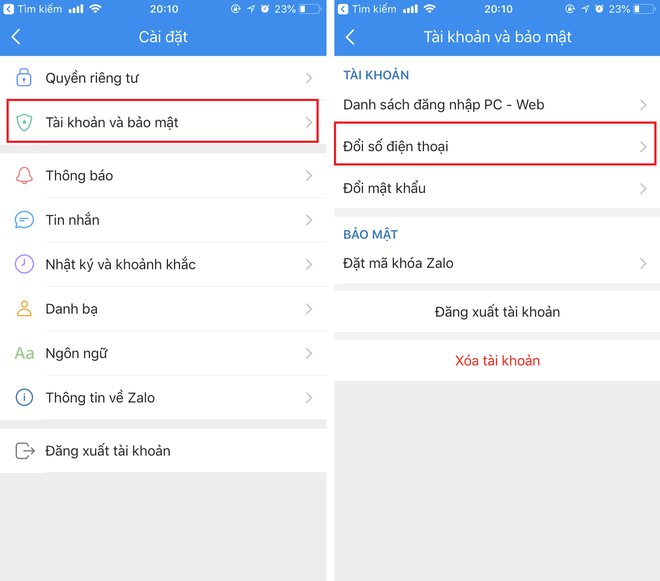 Tìm kiếm 20:10 23%
Cài đặt
Quyền riêng tư
Tài khoản và bảo mật
Thông báo
Tin nhắn
Nhật ký và khoảnh khắc
Danh bạ
Aa Ngôn ngữ
Thông tin về Zalo
Đăng xuất tài khoản
Tìm kiếm 20:10 23%
Tài khoản và bảo mật
TÀI KHOẢN
Danh sách đăng nhập PC - Web
Đổi số điện thoại
Đổi mật khẩu
BẢO MẬT
Đặt mã khóa Zalo
Đăng xuất tài khoản
Xóa tài khoản